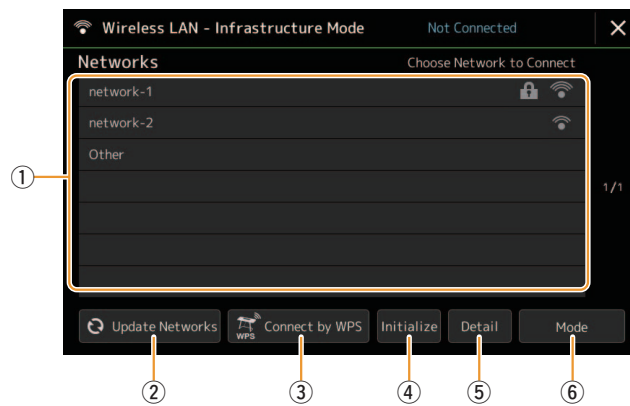 Wireless LAN – Infrastructure Mode Not Connected
Networks Choose Network to Connect
network-1
network-2
Other
1
1/1
Update Networks WPS Connect by WPS Initialize Detail Mode
2 3 4 5 6